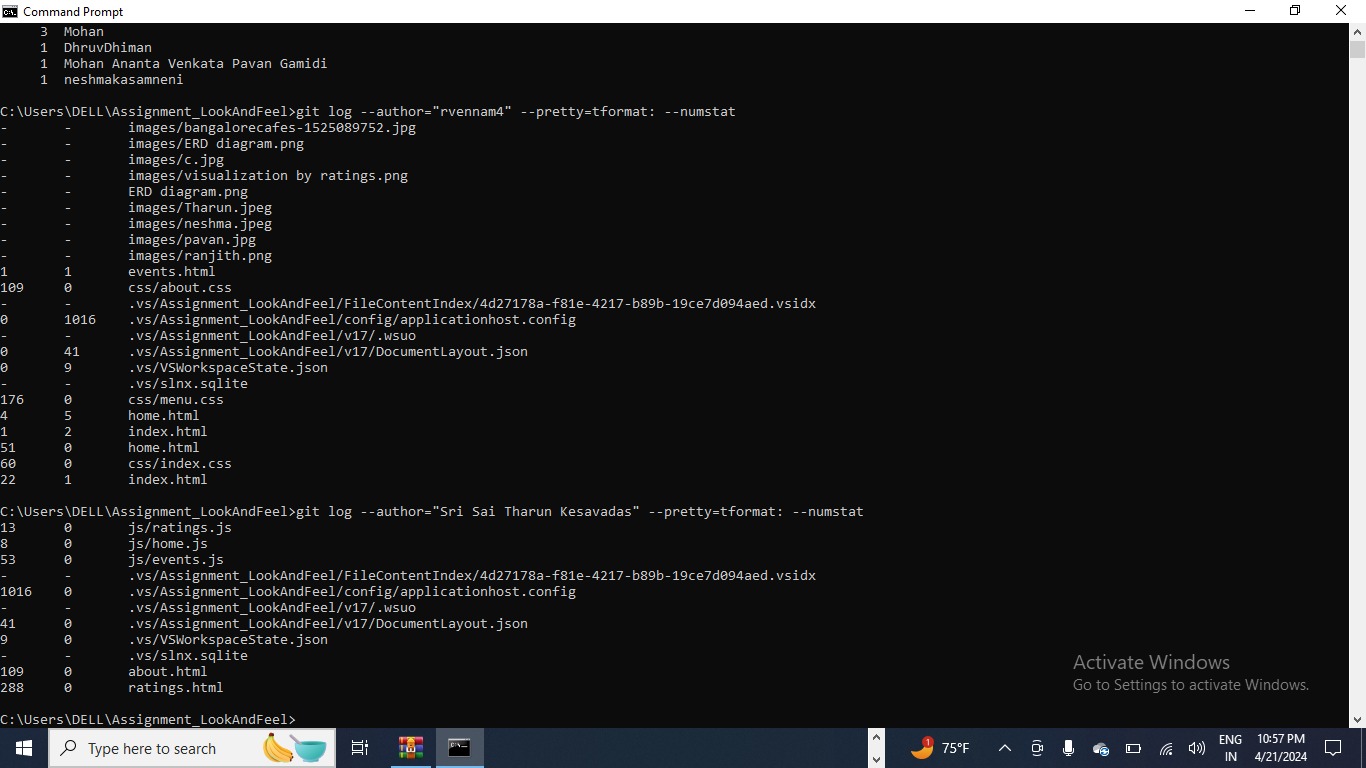 Command Prompt
3 Mohan
1 DhruvDhiman
1 Mohan Ananta Venkata Pavan Gamidi
1 neshmakasamneni
C:\Users\DELL\Assignment_LookAndFeel>git log --author="rvennam4" --pretty=tformat: --numstat
- - images/bangalorecafes-1525089752.jpg
- - images/ERD diagram.png
- - images/c.jpg
- - images/visualization by ratings.png
- - ERD diagram.png
- - images/Tharun.jpeg
- - images/neshma.jpeg
- - images/pavan.jpg
- - images/ranjith.png
1 1 events.html
109 0 css/about.css
- - .vs/Assignment_LookAndFeel/FileContentIndex/4d27178a-f81e-4217-b89b-19ce7d094aed.vsidx
0 1016 .vs/Assignment_LookAndFeel/config/applicationhost.config
- - .vs/Assignment_LookAndFeel/v17/.wsuo
0 41 .vs/Assignment_LookAndFeel/v17/DocumentLayout.json
0 9 .vs/VSWorkspaceState.json
- - .vs/slnx.sqlite
176 0 css/menu.css
4 5 home.html
1 2 index.html
51 0 home.html
60 0 css/index.css
22 1 index.html
C:\Users\DELL\Assignment_LookAndFeel>git log --author="Sri Sai Tharun Kesavadas" --pretty=tformat: --numstat
13 0 js/ratings.js
8 0 js/home.js
53 0 js/events.js
- - .vs/Assignment_LookAndFeel/FileContentIndex/4d27178a-f81e-4217-b89b-19ce7d094aed.vsidx
1016 0 .vs/Assignment_LookAndFeel/config/applicationhost.config
- - .vs/Assignment_LookAndFeel/v17/.wsuo
41 0 .vs/Assignment_LookAndFeel/v17/DocumentLayout.json
9 0 .vs/VSWorkspaceState.json
- - .vs/slnx.sqlite
109 0 about.html
288 0 ratings.html
C:\Users\DELL\Assignment_LookAndFeel>
Activate Windows
Go to Settings to activate Windows.
Type here to search
1
75°F
ENG
IN
10:57 PM
4/21/2024